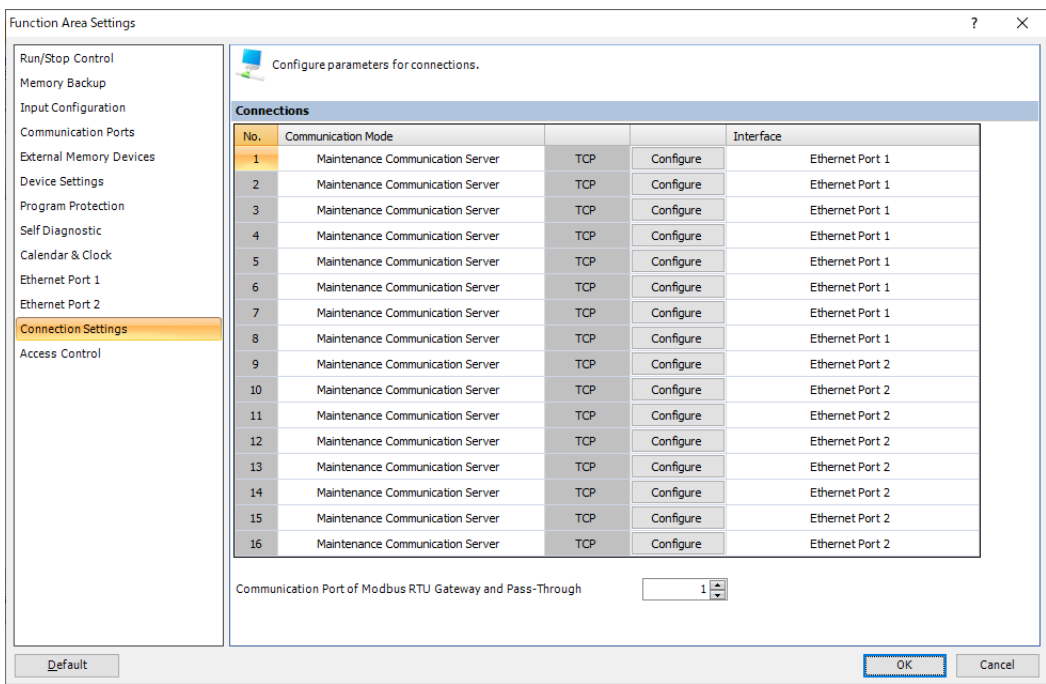 Function Area Settings ? X
Run/Stop Control
Memory Backup
Input Configuration
Communication Ports
External Memory Devices
Device Settings
Program Protection
Self Diagnostic
Calendar & Clock
Ethernet Port 1
Ethernet Port 2
Connection Settings
Access Control
Configure parameters for connections.
Connections
No. Communication Mode Interface
1 Maintenance Communication Server TCP Configure Ethernet Port 1
2 Maintenance Communication Server TCP Configure Ethernet Port 1
3 Maintenance Communication Server TCP Configure Ethernet Port 1
4 Maintenance Communication Server TCP Configure Ethernet Port 1
5 Maintenance Communication Server TCP Configure Ethernet Port 1
6 Maintenance Communication Server TCP Configure Ethernet Port 1
7 Maintenance Communication Server TCP Configure Ethernet Port 1
8 Maintenance Communication Server TCP Configure Ethernet Port 1
9 Maintenance Communication Server TCP Configure Ethernet Port 2
10 Maintenance Communication Server TCP Configure Ethernet Port 2
11 Maintenance Communication Server TCP Configure Ethernet Port 2
12 Maintenance Communication Server TCP Configure Ethernet Port 2
13 Maintenance Communication Server TCP Configure Ethernet Port 2
14 Maintenance Communication Server TCP Configure Ethernet Port 2
15 Maintenance Communication Server TCP Configure Ethernet Port 2
16 Maintenance Communication Server TCP Configure Ethernet Port 2
Communication Port of Modbus RTU Gateway and Pass-Through 1
Default OK Cancel